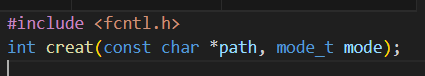 #include <fcntl.h>
int creat(const char *path, mode_t mode);